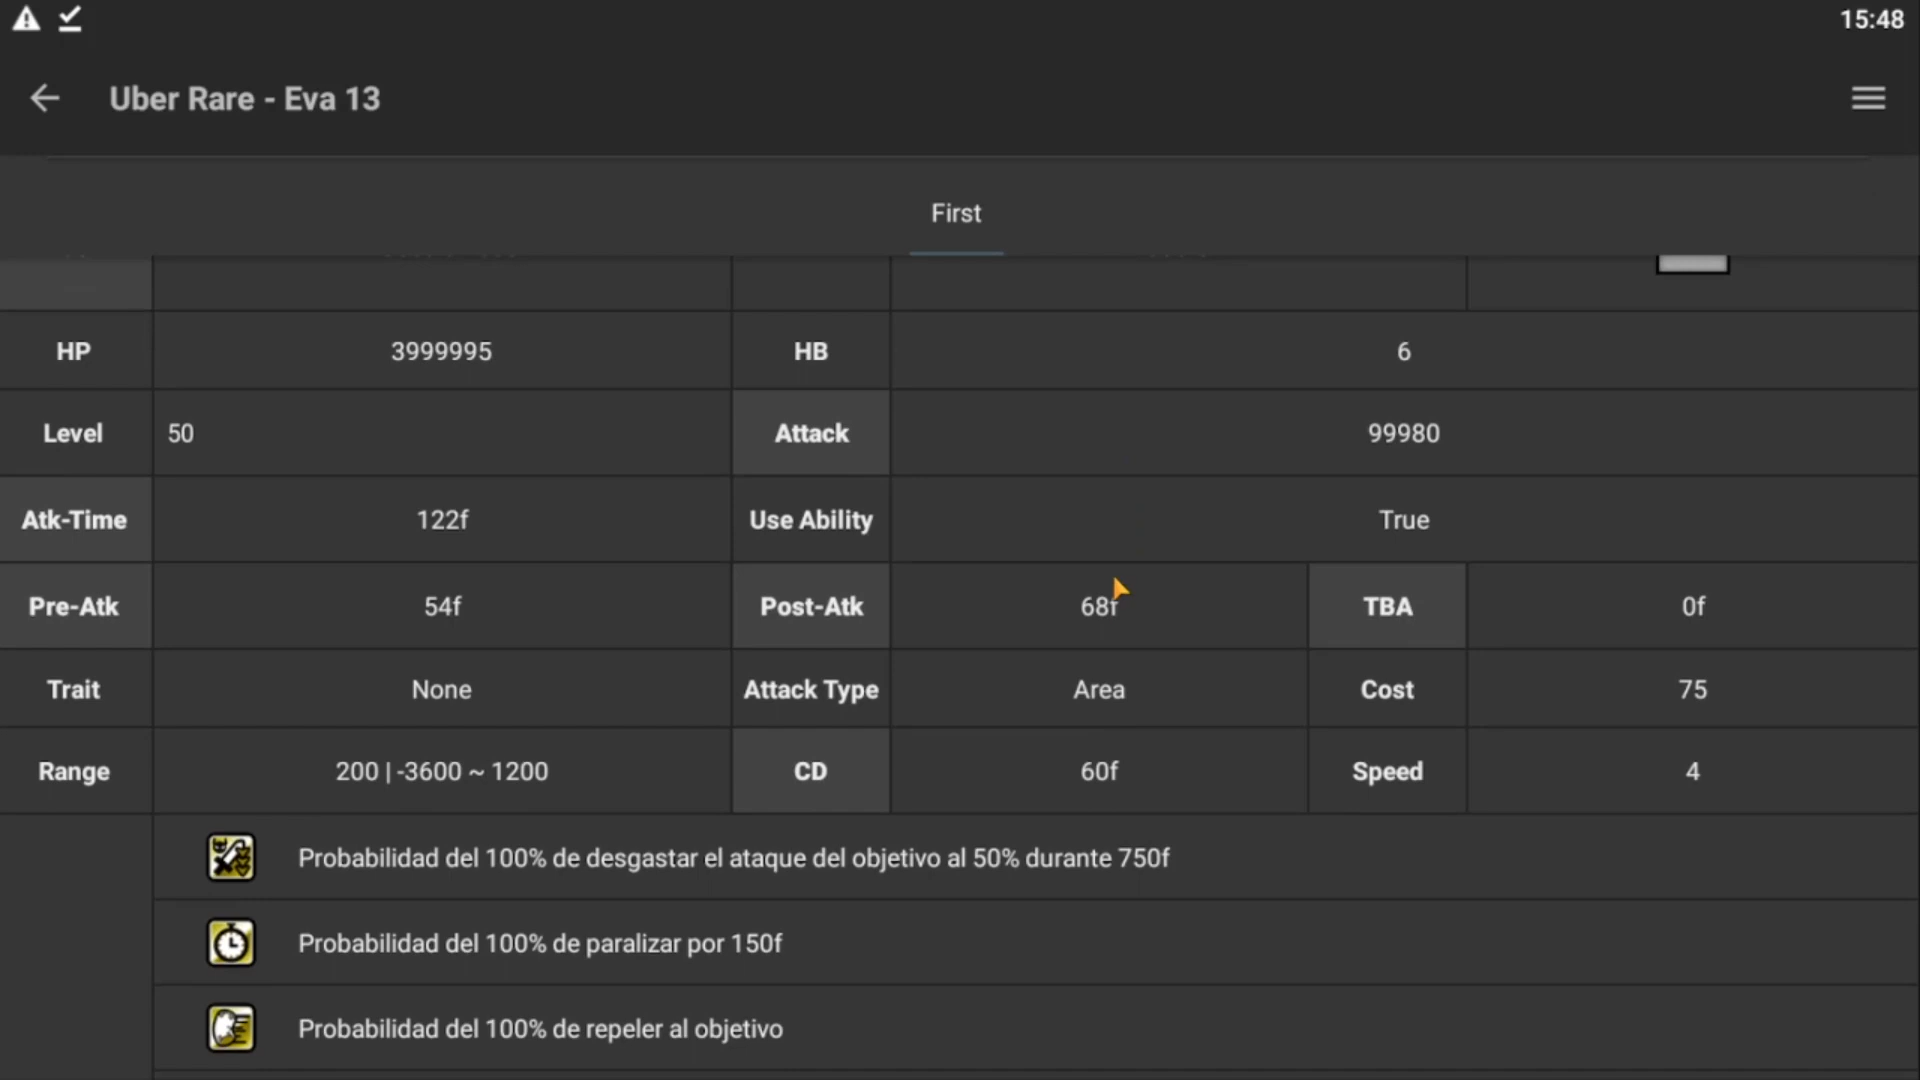 15:48
Uber Rare - Eva 13
First
HP 3999995 HB 6
Level 50 Attack 99980
Atk-Time 122f Use Ability True
Pre-Atk 54f Post-Atk 68f TBA 0f
Trait None Attack Type Area Cost 75
Range 200 | -3600 ~ 1200 CD 60f Speed 4
Probabilidad del 100% de desgastar el ataque del objetivo al 50% durante 750f
Probabilidad del 100% de paralizar por 150f
Probabilidad del 100% de repeler al objetivo